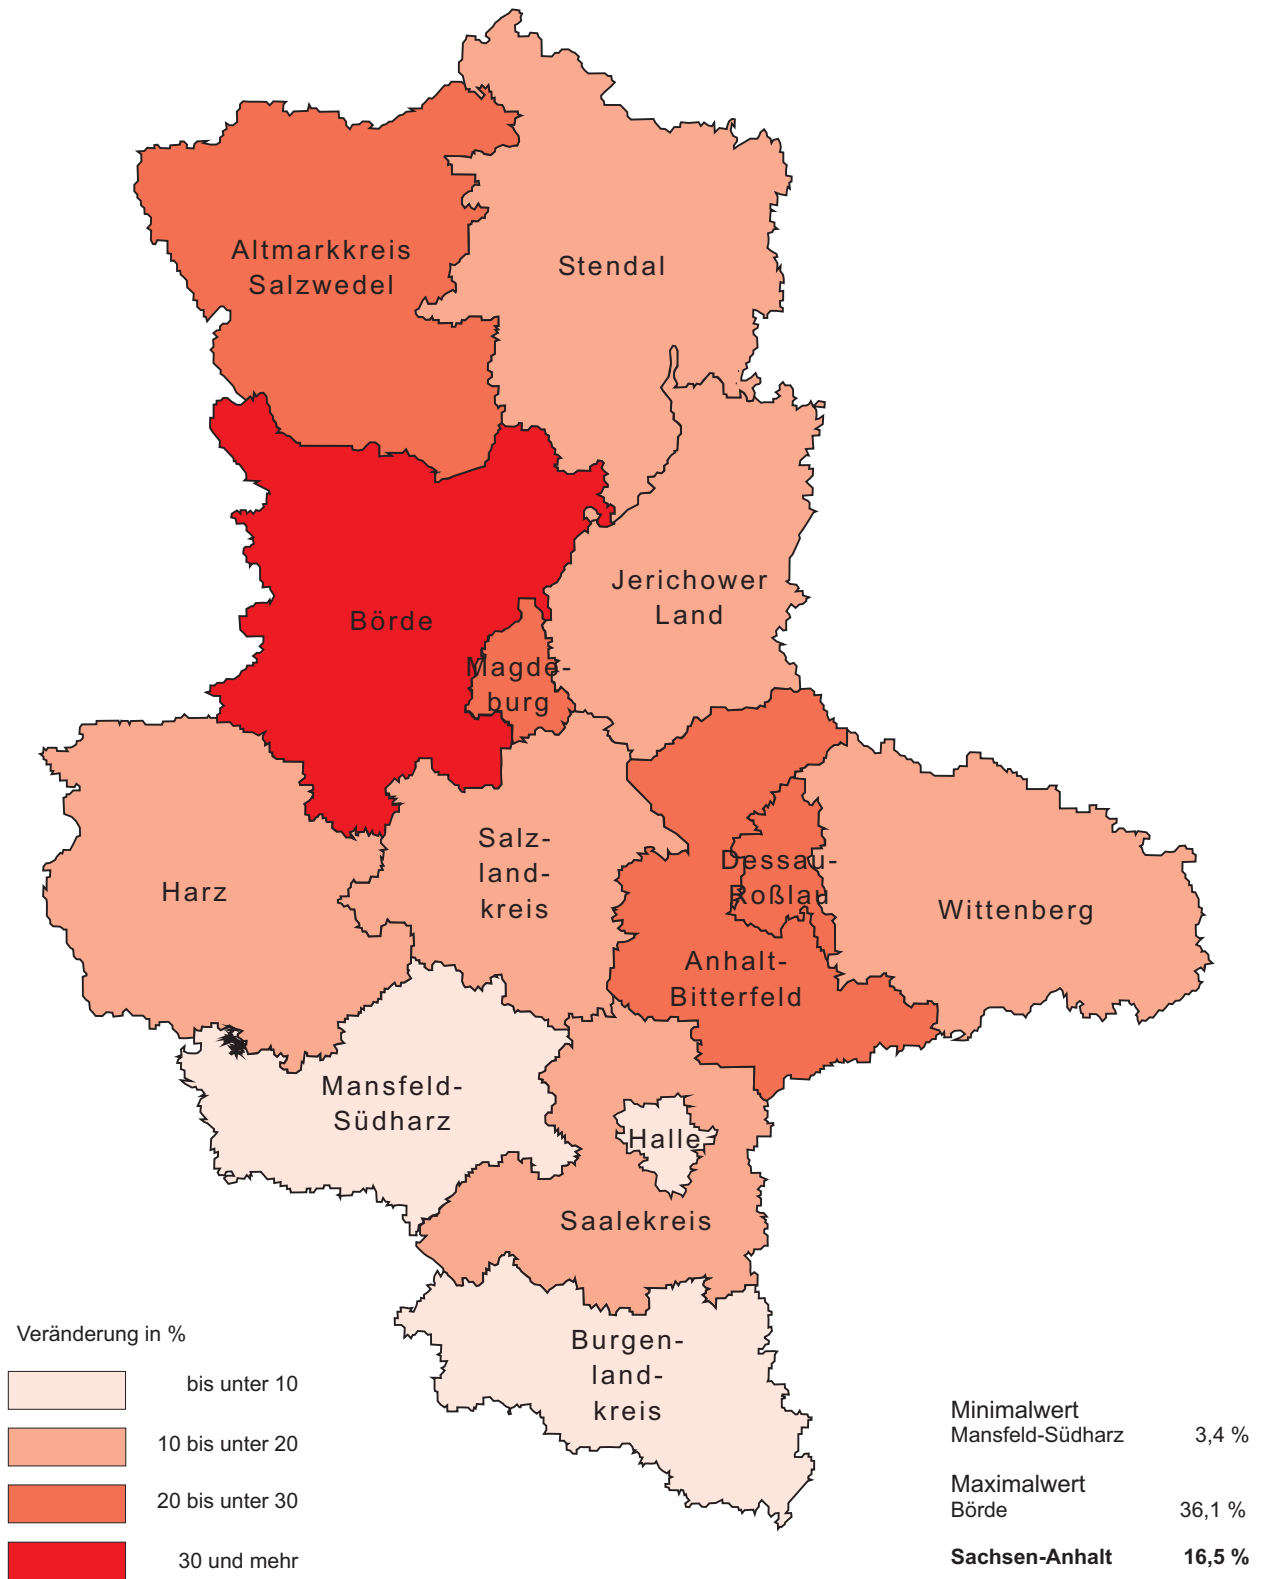 Altmarkkreis
Salzwedel
Stendal
Jerichower
Land
Börde
Magde-
burg
Salz-
land-
kreis
Harz
Dessau-
Roßlau
Wittenberg
Anhalt-
Bitterfeld
Mansfeld-
Südharz
Halle
Saalekreis
Burgen-
land-
kreis
Veränderung in %
bis unter 10
10 bis unter 20
20 bis unter 30
30 und mehr
Minimalwert
Mansfeld-Südharz 3,4 %
Maximalwert
Börde 36,1 %
Sachsen-Anhalt 16,5 %